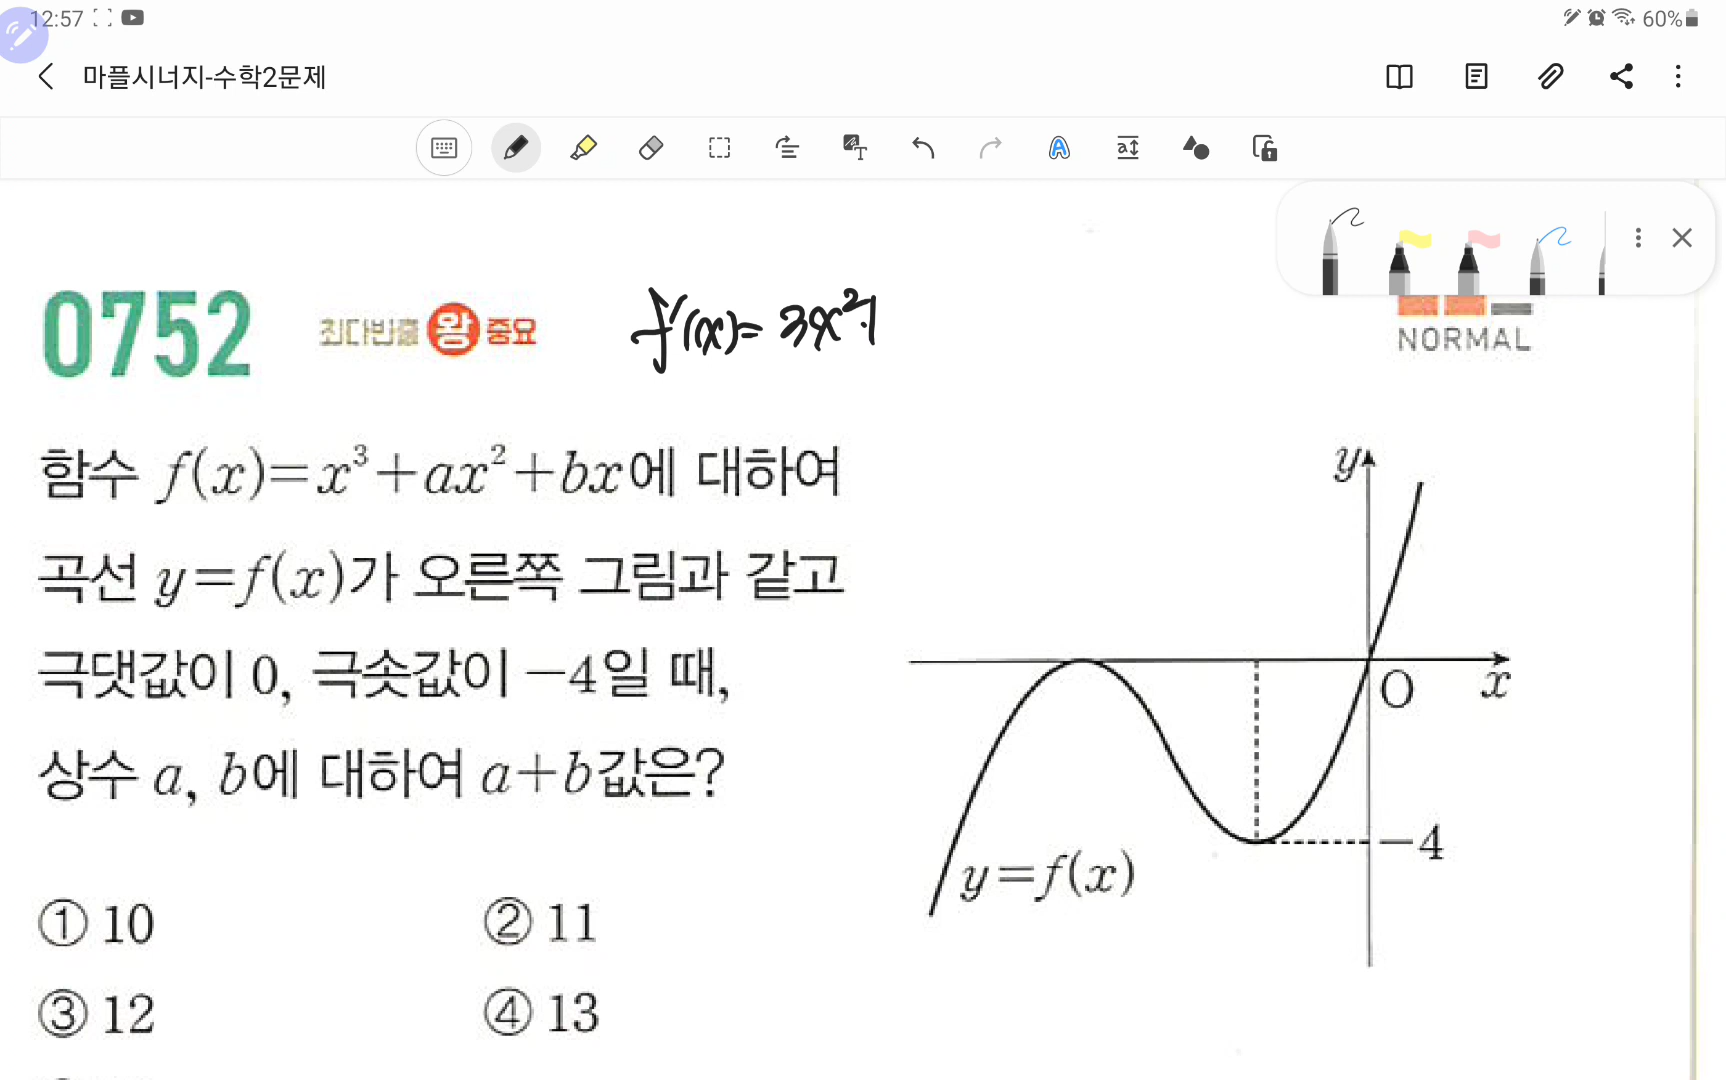 12:57
60%
마플시너지-수학2문제
0752 최다빈출 왕 중요
f'(x)= 3x²+
NORMAL
함수 f(x)=x³+ax²+bx에 대하여
곡선 y=f(x)가 오른쪽 그림과 같고
극댓값이 0, 극솟값이 −4일 때,
상수 a, b에 대하여 a+b값은?
y
O
x
−4
y=f(x)
① 10
② 11
③ 12
④ 13